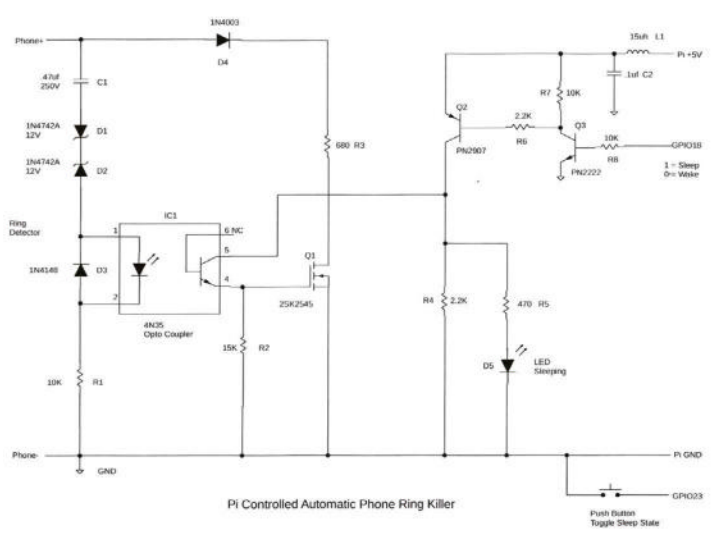 1N4003
Phone+
D4
15uh L1
Pi +5V
.47uf
250V
C1
.1uf C2
R7
10K
Q2
2.2K
R6
Q3
10K
R8
GPIO18
1N4742A
12V
D1
1N4742A
12V
D2
680 R3
PN2907
PN2222
1 = Sleep
0 = Wake
Ring
Detector
IC1
1
6 NC
5
Q1
1N4148
D3
4
2
2SK2545
4N35
Opto Coupler
R4
2.2K
470 R5
15K
R2
D5
LED
Sleeping
10K
R1
Phone-
GND
Pi GND
GPIO23
Pi Controlled Automatic Phone Ring Killer
Push Button
Toggle Sleep State